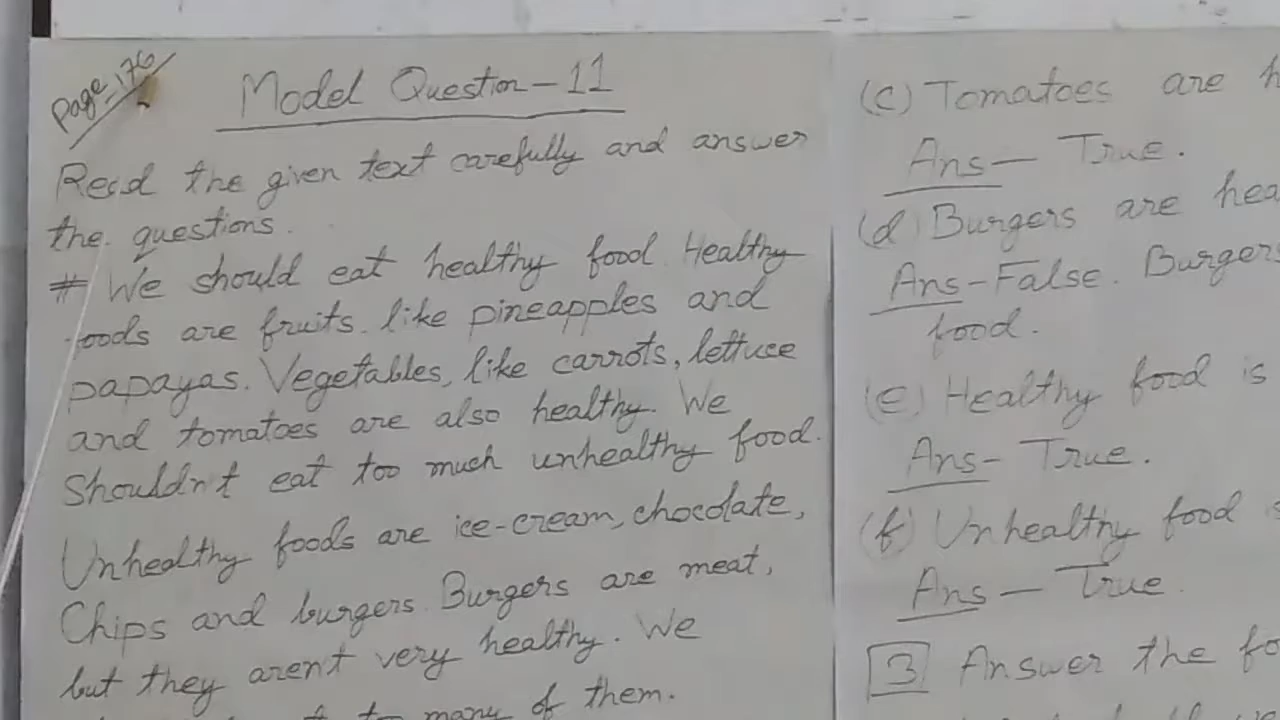 Page-176
Model Question-11
Read the given text carefully and answer
the questions.
# We should eat healthy food. Healthy
foods are fruits like pineapples and
papayas. Vegetables, like carrots, lettuce
and tomatoes are also healthy. We
Shouldn't eat too much unhealthy food.
Unhealthy foods are ice-cream, chocolate,
Chips and burgers. Burgers are meat,
but they aren't very healthy. We
many of them.
(c) Tomatoes are
Ans- True.
(d) Burgers are
Ans-False. Burgers
food.
(e) Healthy food is
Ans- True.
(f) Unhealthy food
Ans- True.
3 Answer the